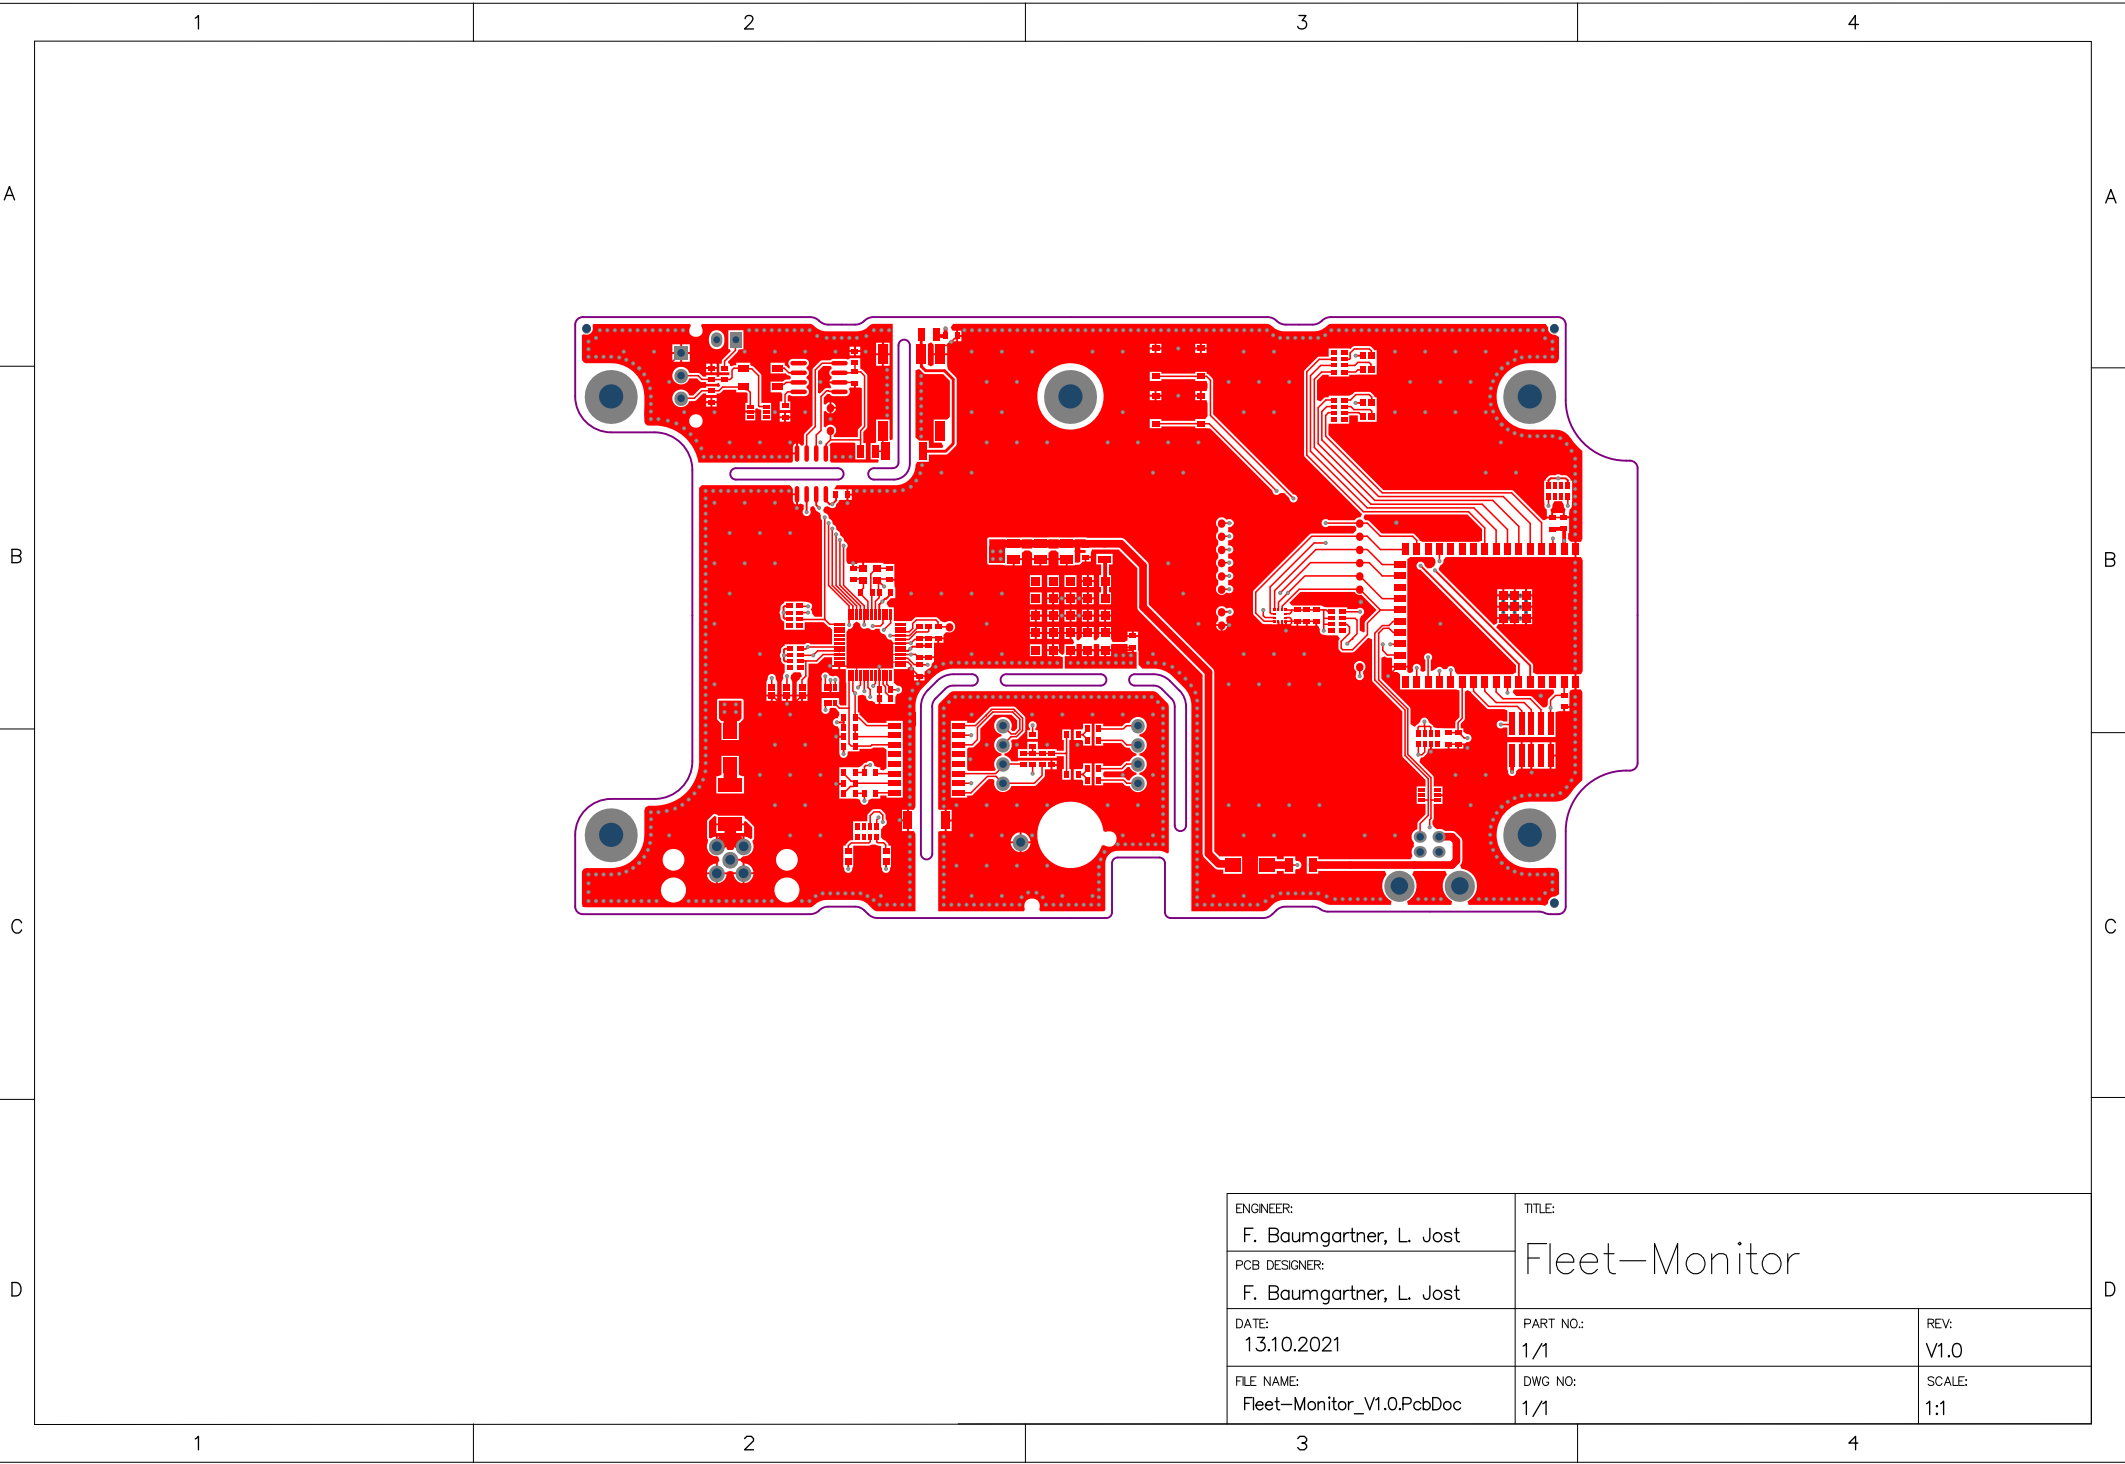 1 2 3 4
A A
B B
C C
D D
ENGINEER:
F. Baumgartner, L. Jost
TITLE:
Fleet-Monitor
PCB DESIGNER:
F. Baumgartner, L. Jost
DATE:
13.10.2021
PART NO.:
1/1
REV:
V1.0
FILE NAME:
Fleet-Monitor_V1.0.PcbDoc
DWG NO:
1/1
SCALE:
1:1
1 2 3 4